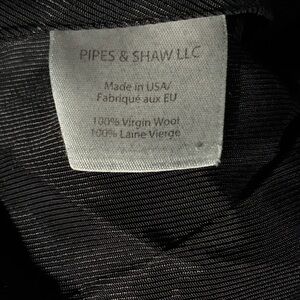 PIPES & SHAW LLC
Made in USA/
Fabriqué aux EU
100% Virgin Wool
100% Laine Vierge